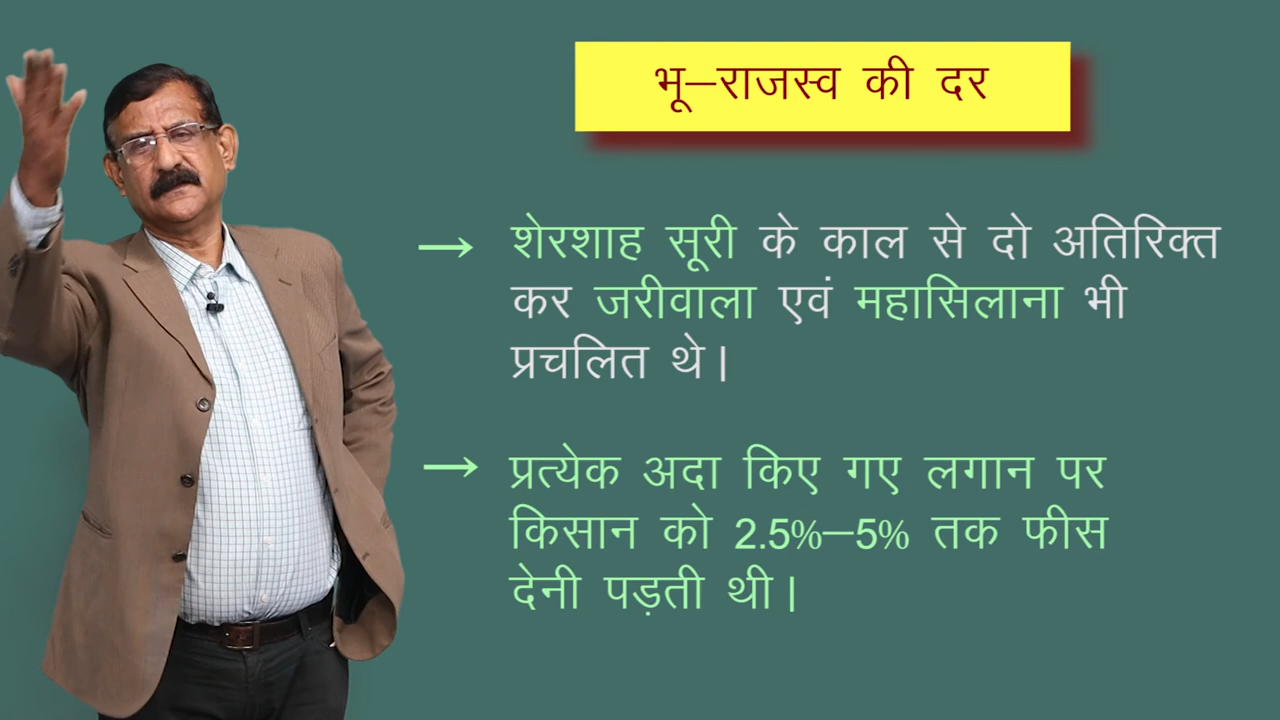 भू–राजस्व की दर
→ शेरशाह सूरी के काल से दो अतिरिक्त
कर जरीवाला एवं महासिलाना भी
प्रचलित थे।
→ प्रत्येक अदा किए गए लगान पर
किसान को 2.5%–5% तक फीस
देनी पड़ती थी।